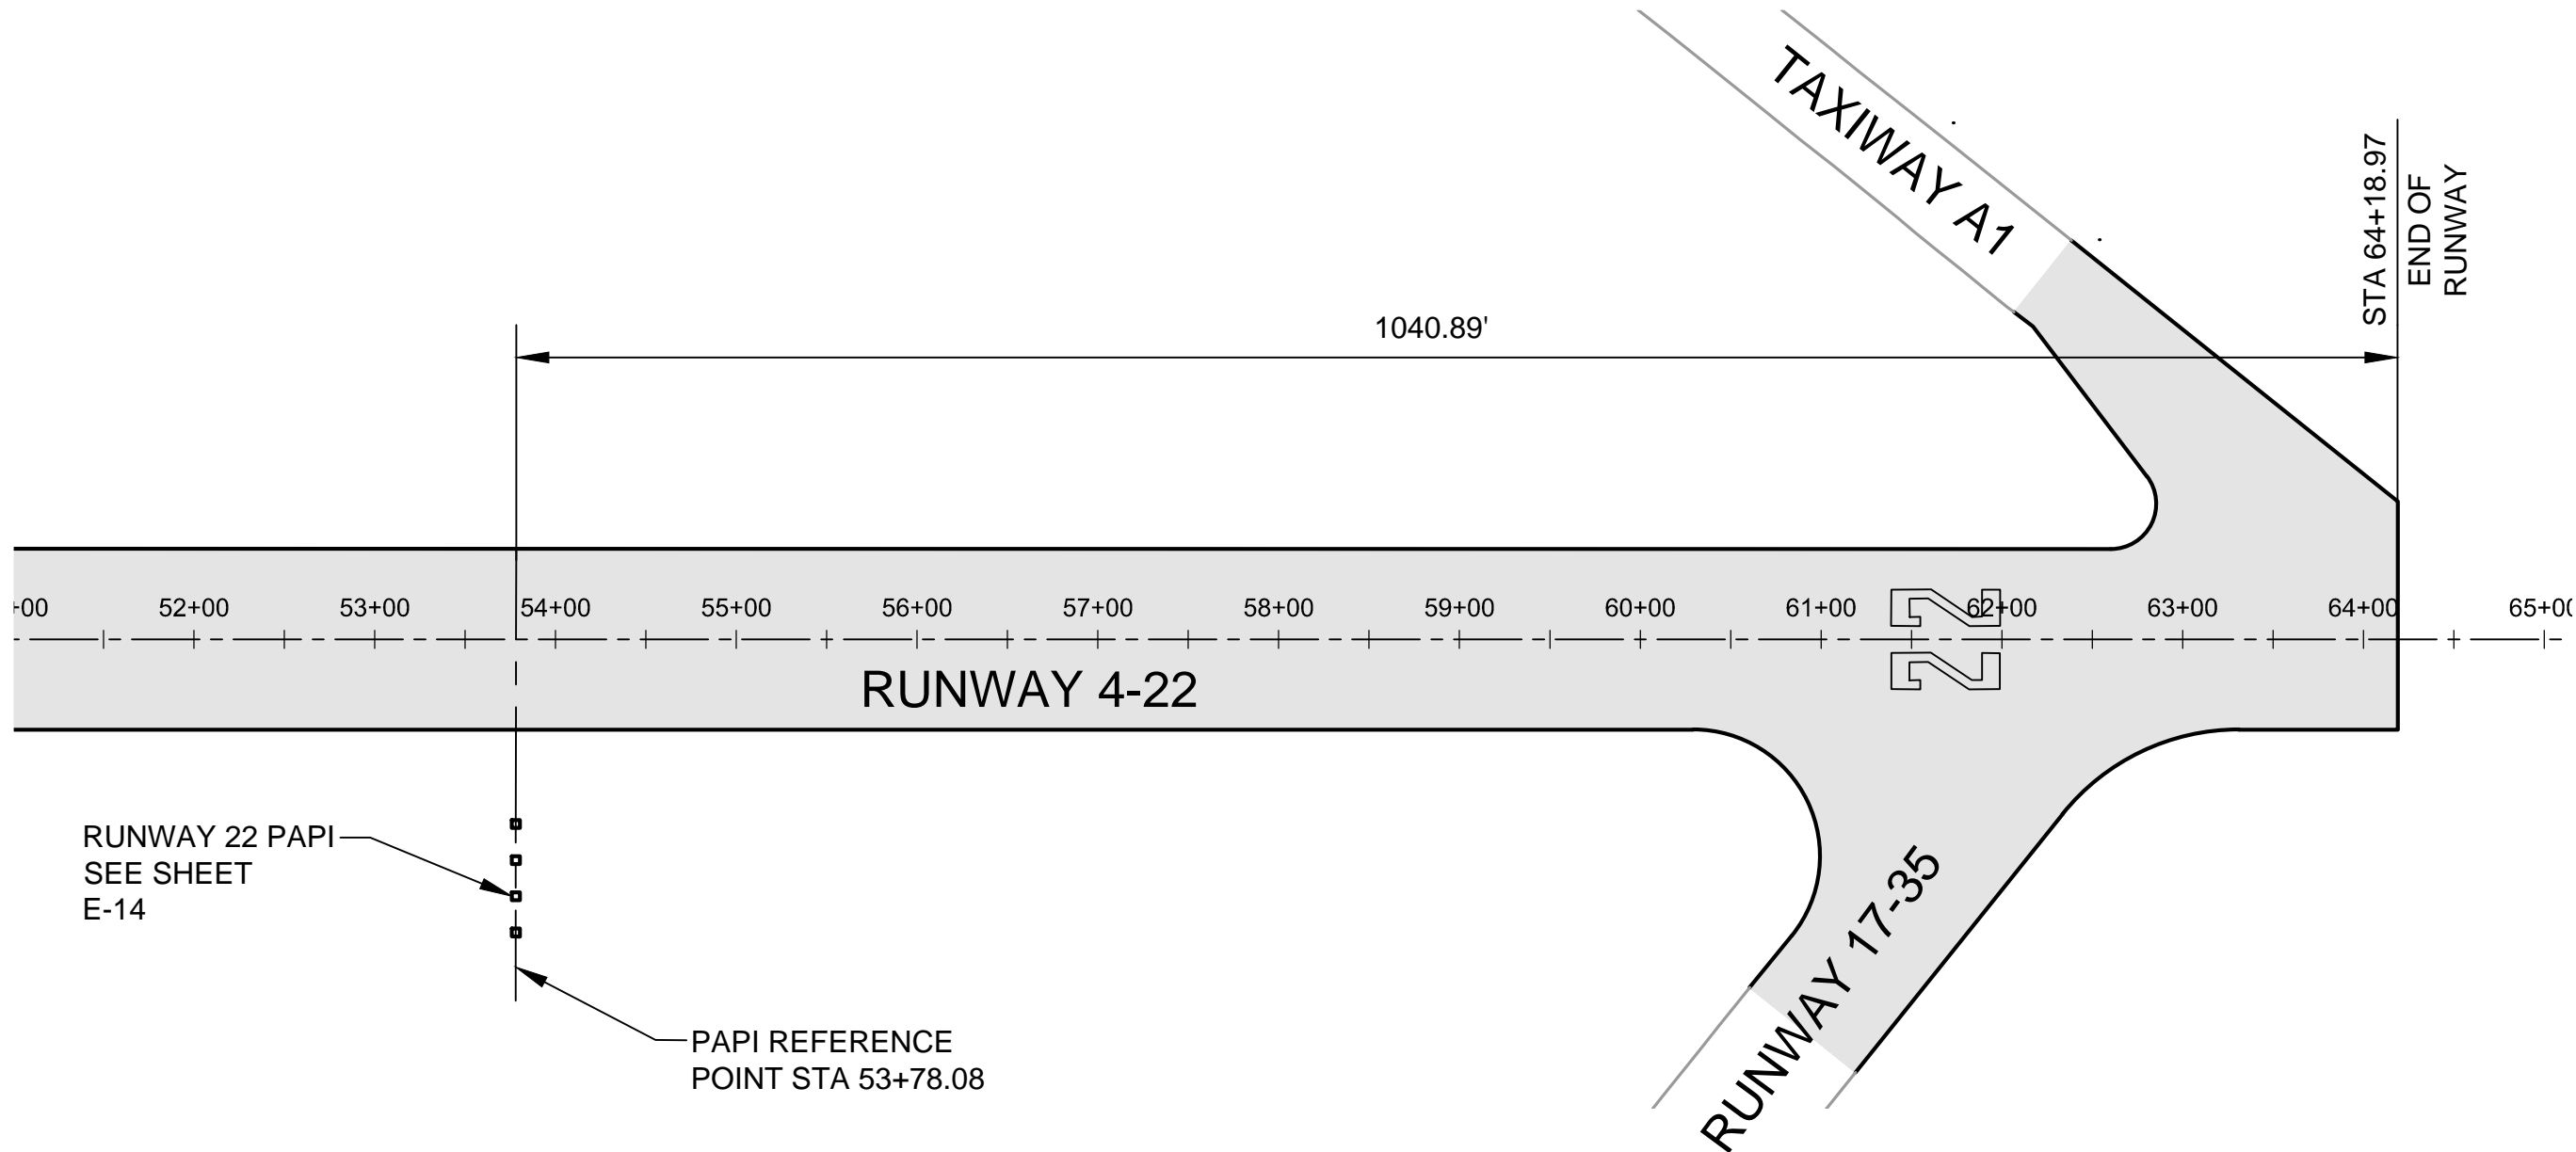 TAXIWAY A1
STA 64+18.97
END OF
RUNWAY
1040.89'
+00 52+00 53+00 54+00 55+00 56+00 57+00 58+00 59+00 60+00 61+00 62+00 63+00 64+00 65+0
22
RUNWAY 4-22
RUNWAY 22 PAPI
SEE SHEET
E-14
RUNWAY 17-35
PAPI REFERENCE
POINT STA 53+78.08